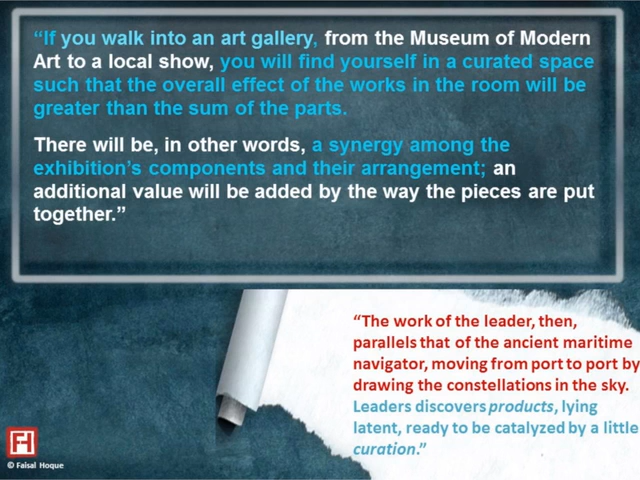 “If you walk into an art gallery, from the Museum of Modern
Art to a local show, you will find yourself in a curated space
such that the overall effect of the works in the room will be
greater than the sum of the parts.
There will be, in other words, a synergy among the
exhibition’s components and their arrangement; an
additional value will be added by the way the pieces are put
together.”
“The work of the leader, then,
parallels that of the ancient maritime
navigator, moving from port to port by
drawing the constellations in the sky.
Leaders discovers products, lying
latent, ready to be catalyzed by a little
curation.”
FH
© Faisal Hoque